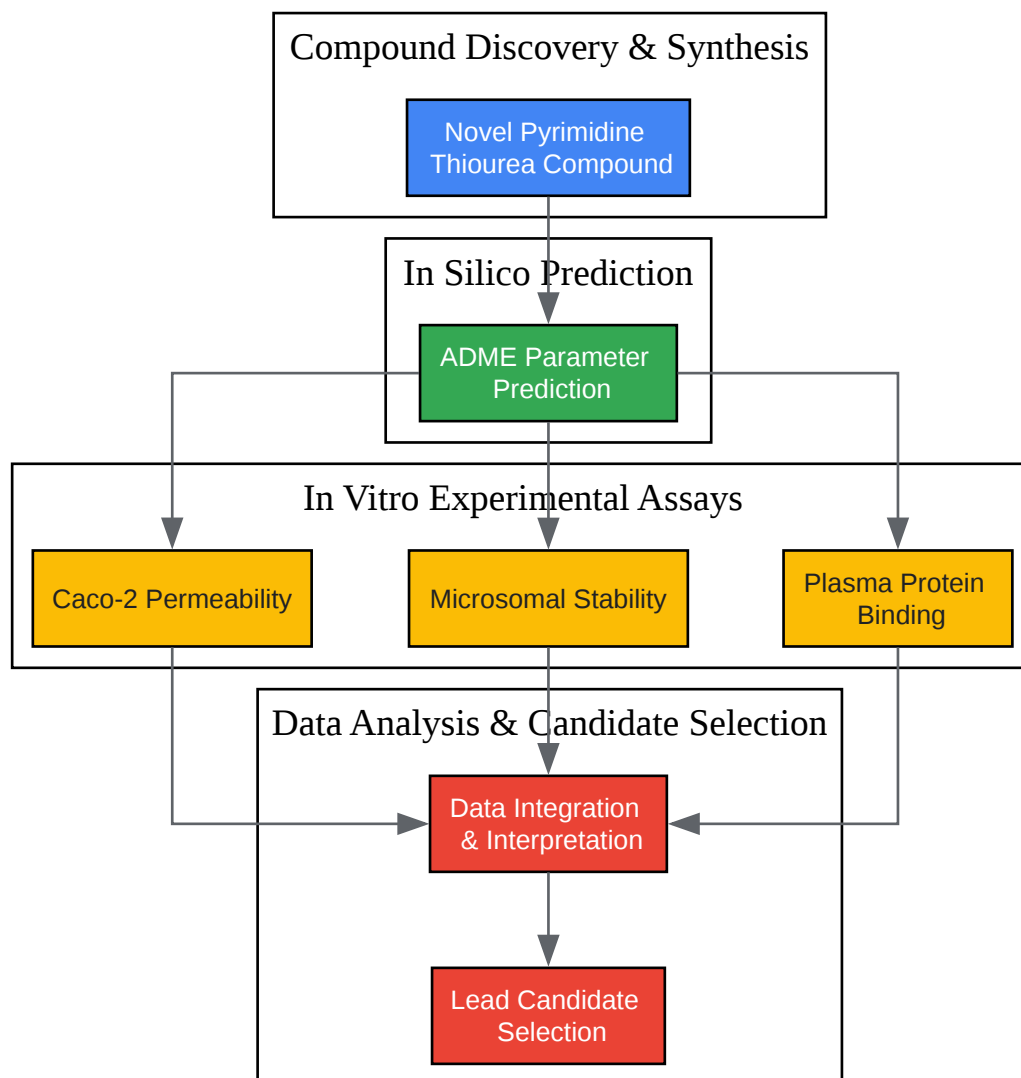 Compound Discovery & Synthesis
Novel Pyrimidine
Thiourea Compound
In Silico Prediction
ADME Parameter
Prediction
In Vitro Experimental Assays
Caco-2 Permeability
Microsomal Stability
Plasma Protein
Binding
Data Analysis & Candidate Selection
Data Integration
& Interpretation
Lead Candidate
Selection